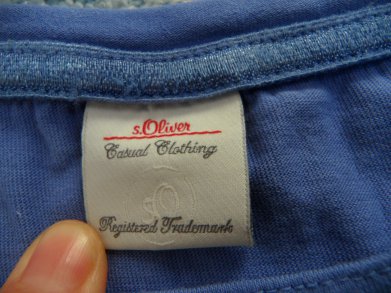 s.Oliver
Casual Clothing
Registered Trademark